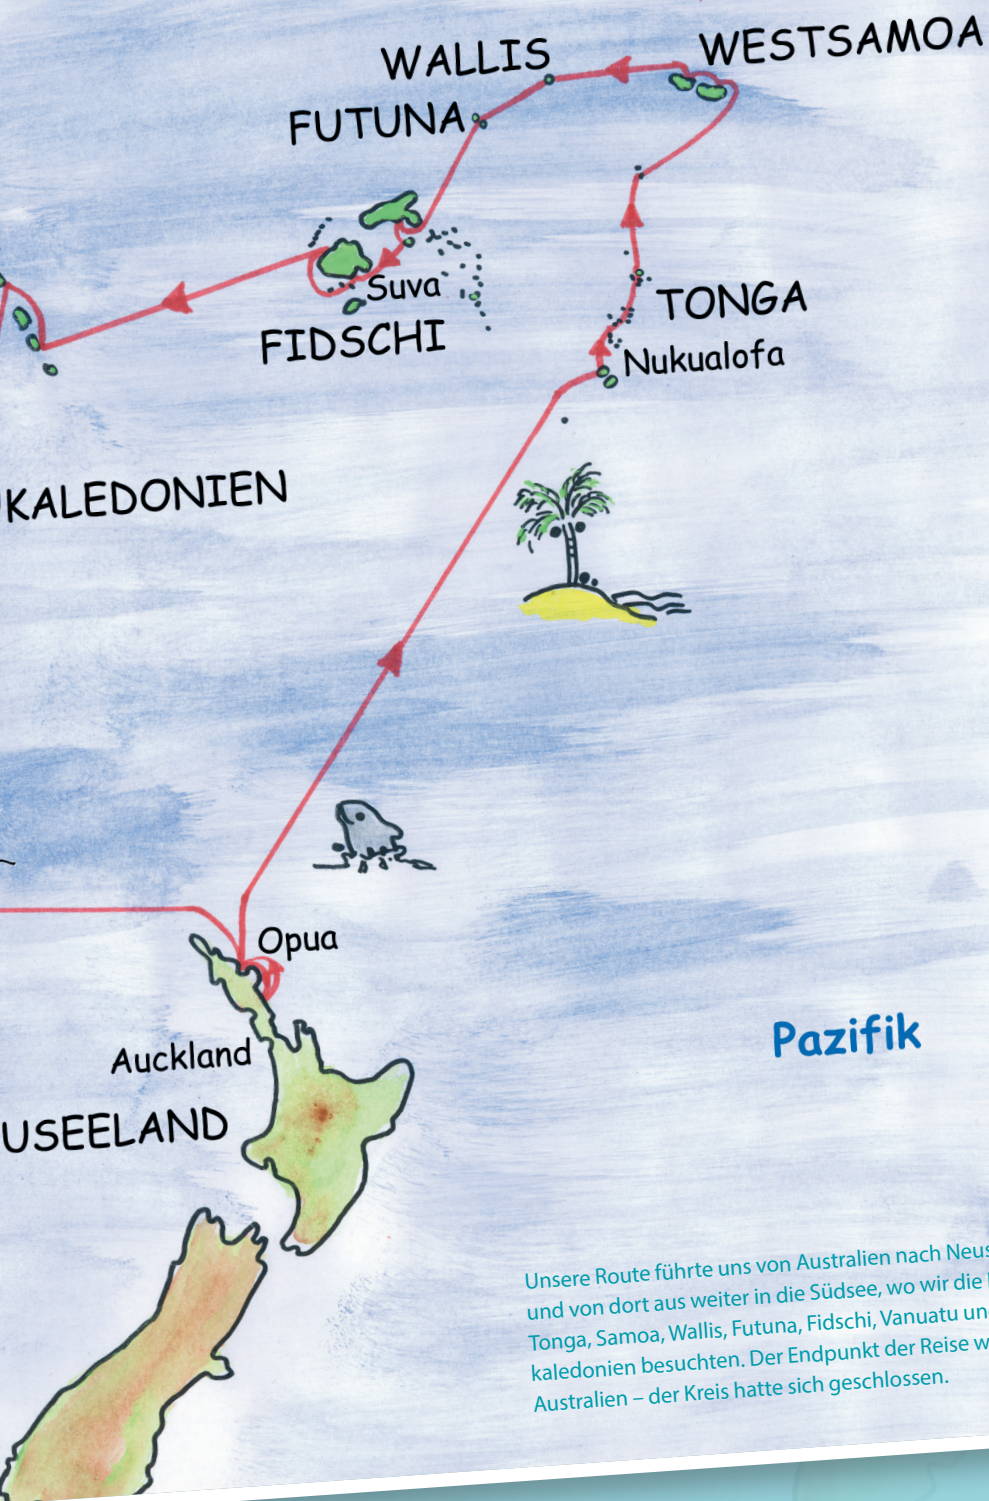 WESTSAMOA
WALLIS
FUTUNA
Suva
FIDSCHI
TONGA
Nukualofa
KALEDONIEN
Opua
Pazifik
Auckland
USEELAND
Unsere Route führte uns von Australien nach Neus
und von dort aus weiter in die Südsee, wo wir die
Tonga, Samoa, Wallis, Futuna, Fidschi, Vanuatu un
kaledonien besuchten. Der Endpunkt der Reise w
Australien – der Kreis hatte sich geschlossen.